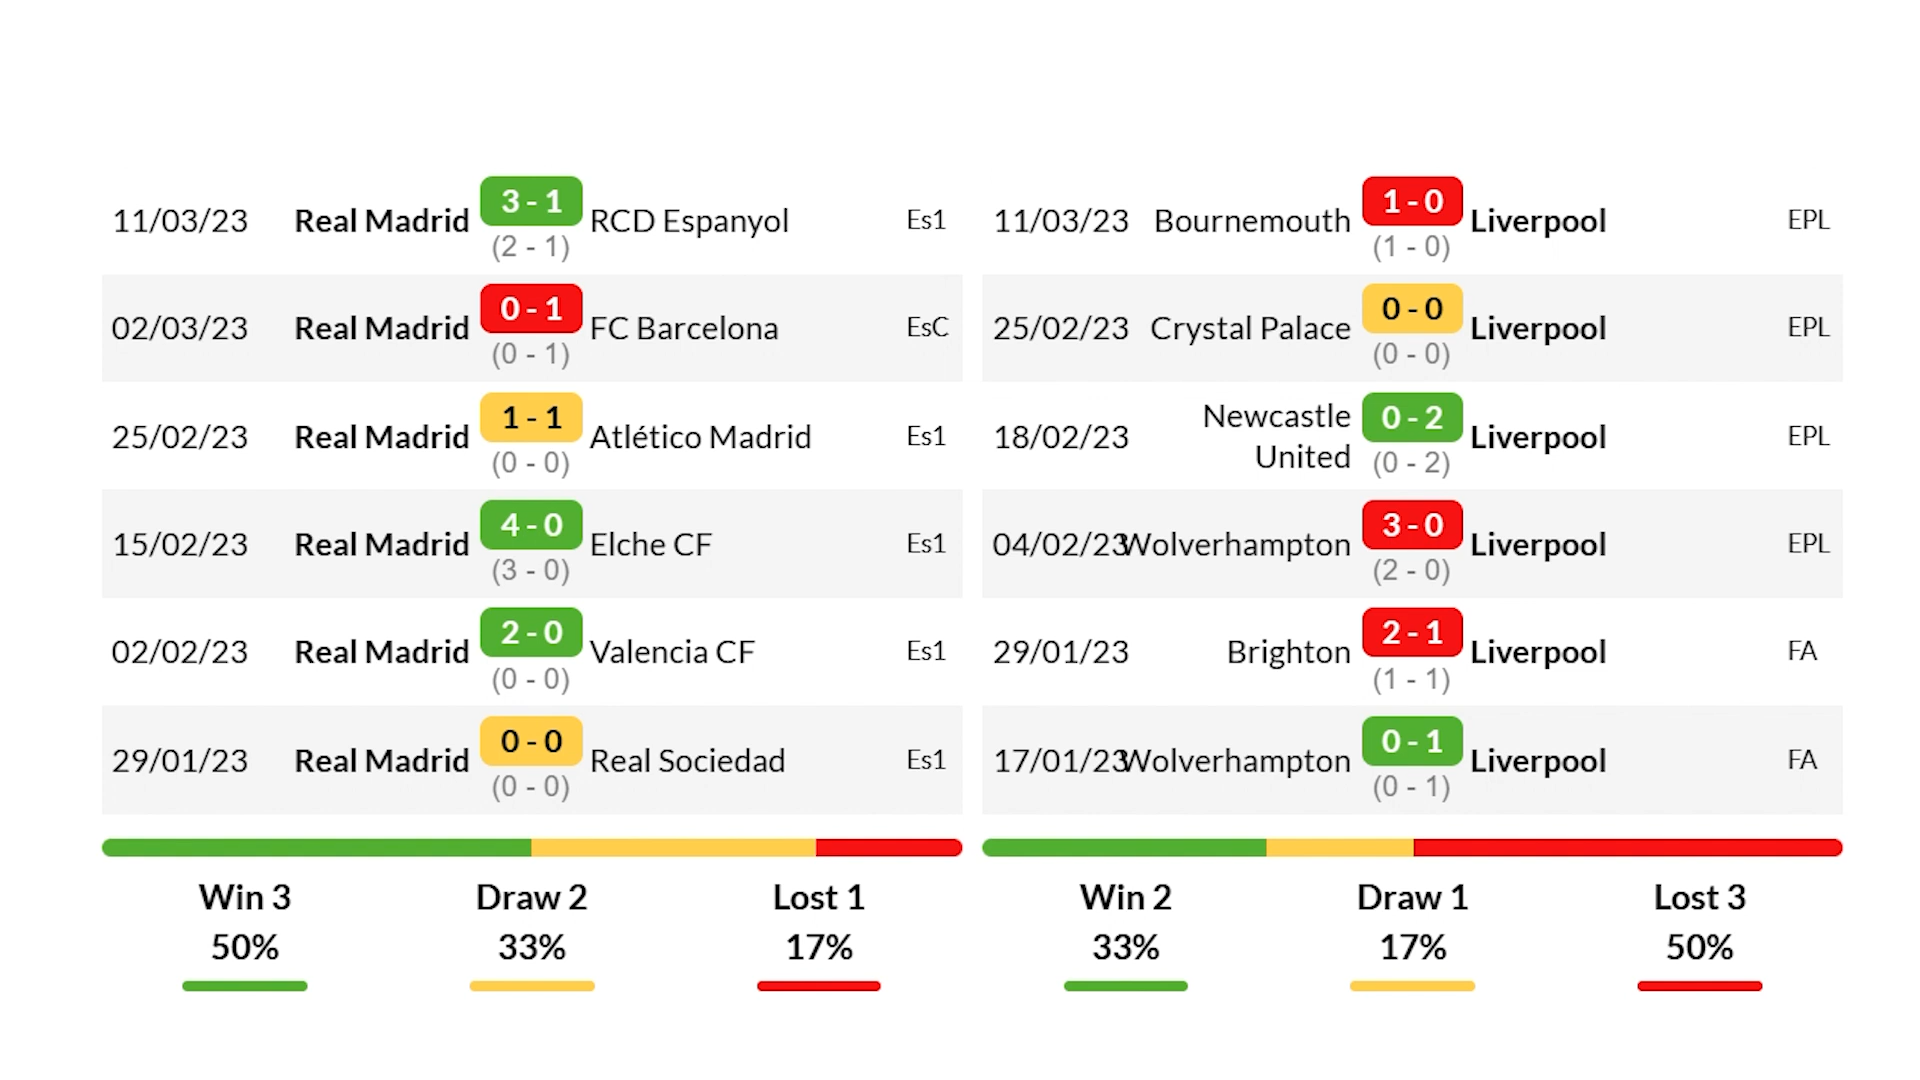 11/03/23 Real Madrid 3 - 1 RCD Espanyol Es1
(2 - 1)
02/03/23 Real Madrid 0 - 1 FC Barcelona EsC
(0 - 1)
25/02/23 Real Madrid 1 - 1 Atlético Madrid Es1
(0 - 0)
15/02/23 Real Madrid 4 - 0 Elche CF Es1
(3 - 0)
02/02/23 Real Madrid 2 - 0 Valencia CF Es1
(0 - 0)
29/01/23 Real Madrid 0 - 0 Real Sociedad Es1
(0 - 0)
Win 3 Draw 2 Lost 1
50% 33% 17%
11/03/23 Bournemouth 1 - 0 Liverpool EPL
(1 - 0)
25/02/23 Crystal Palace 0 - 0 Liverpool EPL
(0 - 0)
18/02/23 Newcastle 0 - 2 Liverpool EPL
United (0 - 2)
04/02/23 Wolverhampton 3 - 0 Liverpool EPL
(2 - 0)
29/01/23 Brighton 2 - 1 Liverpool FA
(1 - 1)
17/01/23 Wolverhampton 0 - 1 Liverpool FA
(0 - 1)
Win 2 Draw 1 Lost 3
33% 17% 50%